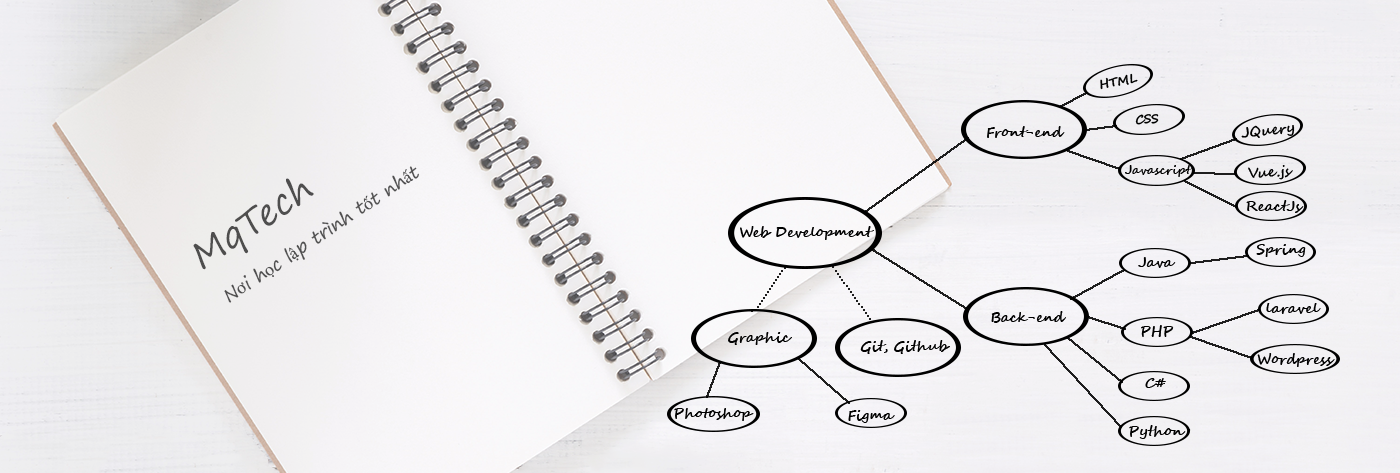 MqTech
Nơi học lập trình tốt nhất
Web Development
Front-end
HTML
CSS
Javascript
JQuery
Vue.js
ReactJs
Back-end
Java
Spring
PHP
laravel
Wordpress
C#
Python
Graphic
Photoshop
Figma
Git, Github